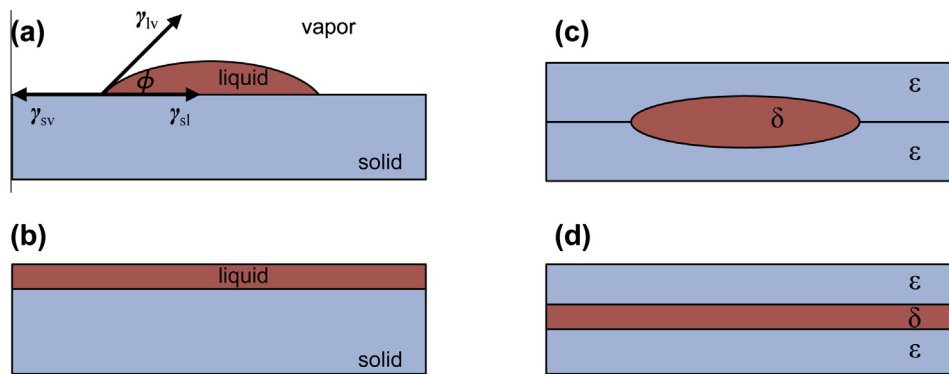 (a)
γlv
vapor
ϕ
liquid
γsv
γsl
solid
(b)
liquid
solid
(c)
ε
δ
ε
(d)
ε
δ
ε